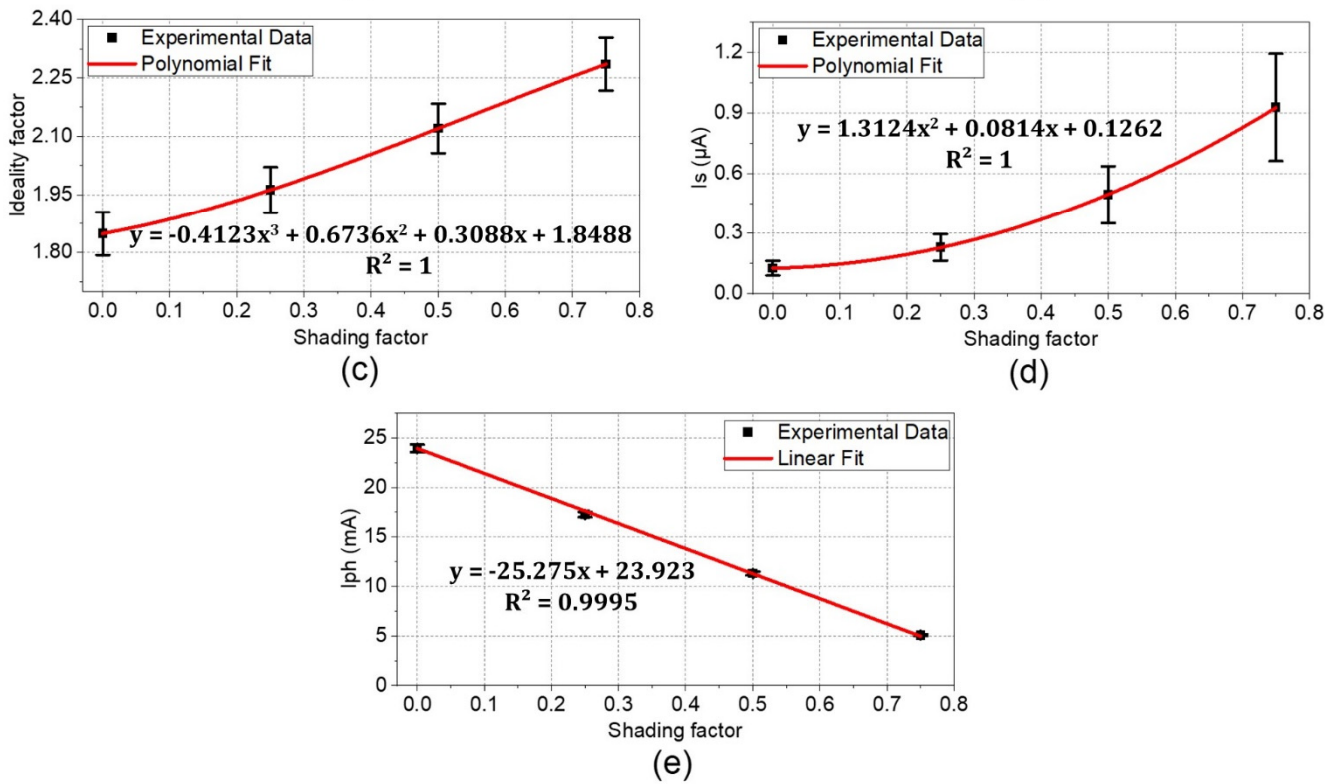 2.40
2.25
2.10
1.95
1.80
Ideality factor
Experimental Data
Polynomial Fit
y = -0.4123x³ + 0.6736x² + 0.3088x + 1.8488
R² = 1
0.0 0.1 0.2 0.3 0.4 0.5 0.6 0.7 0.8
Shading factor
(c)
1.2
0.9
0.6
0.3
0.0
Is (μA)
Experimental Data
Polynomial Fit
y = 1.3124x² + 0.0814x + 0.1262
R² = 1
0.0 0.1 0.2 0.3 0.4 0.5 0.6 0.7 0.8
Shading factor
(d)
25
20
15
10
5
0
Iph (mA)
Experimental Data
Linear Fit
y = -25.275x + 23.923
R² = 0.9995
0.0 0.1 0.2 0.3 0.4 0.5 0.6 0.7 0.8
Shading factor
(e)